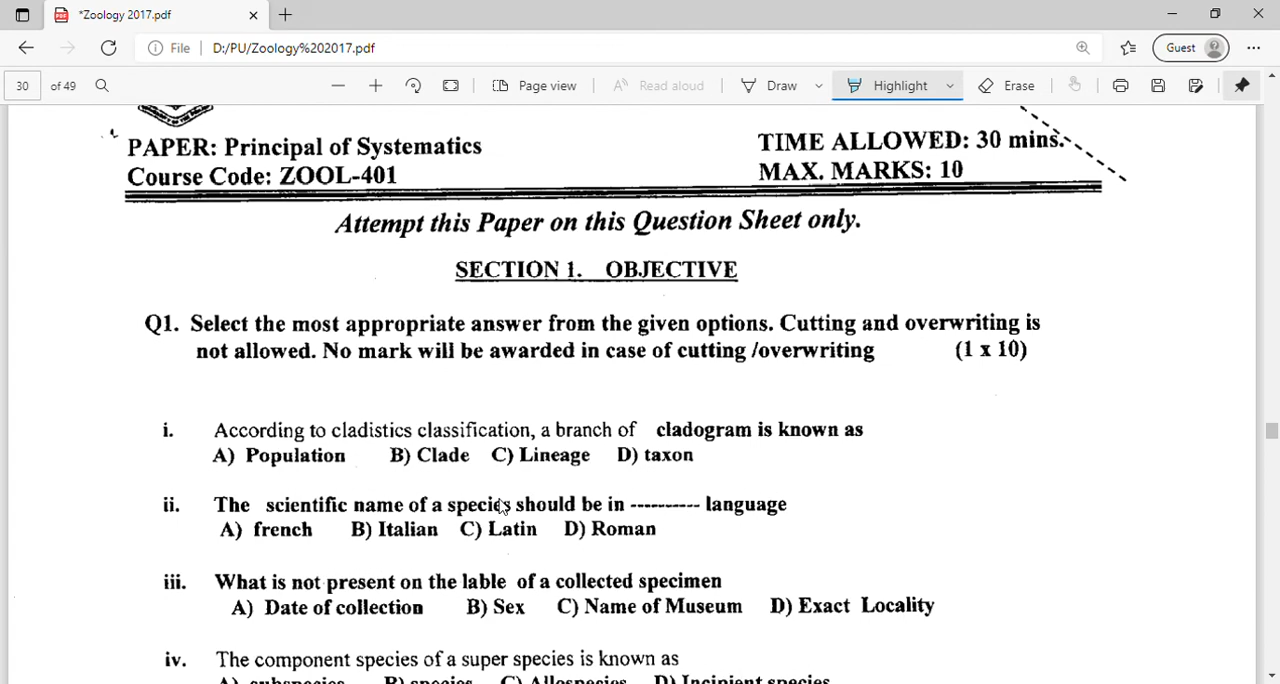 *Zoology 2017.pdf
File D:/PU/Zoology%202017.pdf Guest
30 of 49 Page view Read aloud Draw Highlight Erase
PAPER: Principal of Systematics TIME ALLOWED: 30 mins.
Course Code: ZOOL-401 MAX. MARKS: 10
Attempt this Paper on this Question Sheet only.
SECTION 1. OBJECTIVE
Q1. Select the most appropriate answer from the given options. Cutting and overwriting is
not allowed. No mark will be awarded in case of cutting /overwriting (1 x 10)
i. According to cladistics classification, a branch of cladogram is known as
A) Population B) Clade C) Lineage D) taxon
ii. The scientific name of a species should be in ---------- language
A) french B) Italian C) Latin D) Roman
iii. What is not present on the lable of a collected specimen
A) Date of collection B) Sex C) Name of Museum D) Exact Locality
iv. The component species of a super species is known as
A) subspecies B) species C) Allospecies D) Incipient species